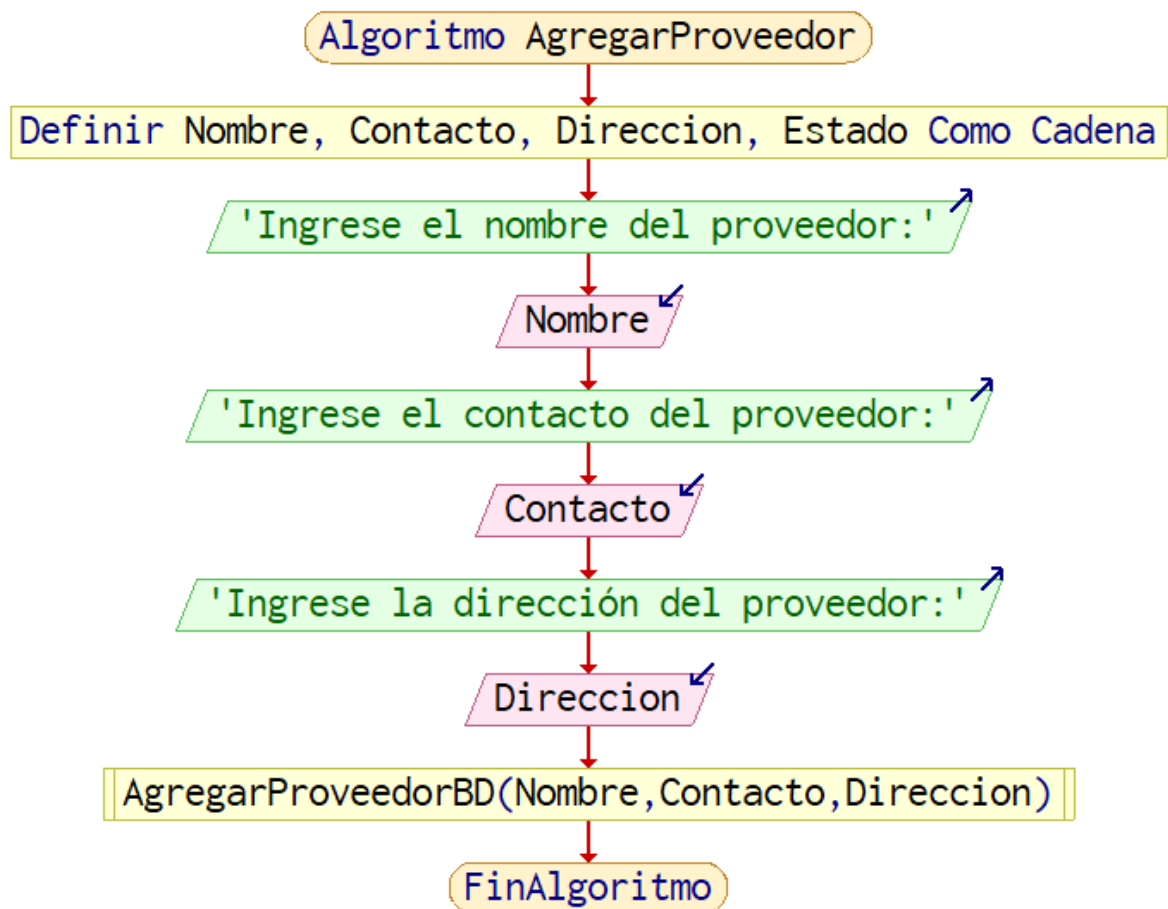 Algoritmo AgregarProveedor
Definir Nombre, Contacto, Direccion, Estado Como Cadena
'Ingrese el nombre del proveedor:'
Nombre
'Ingrese el contacto del proveedor:'
Contacto
'Ingrese la dirección del proveedor:'
Direccion
AgregarProveedorBD(Nombre,Contacto,Direccion)
FinAlgoritmo